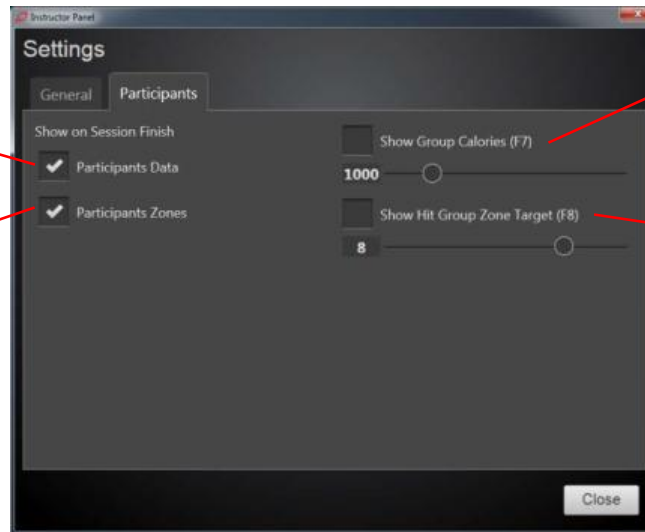 Instructor Panel
Settings
General
Participants
Show on Session Finish
Participants Data
Participants Zones
Show Group Calories (F7)
1000
Show Hit Group Zone Target (F8)
8
Close